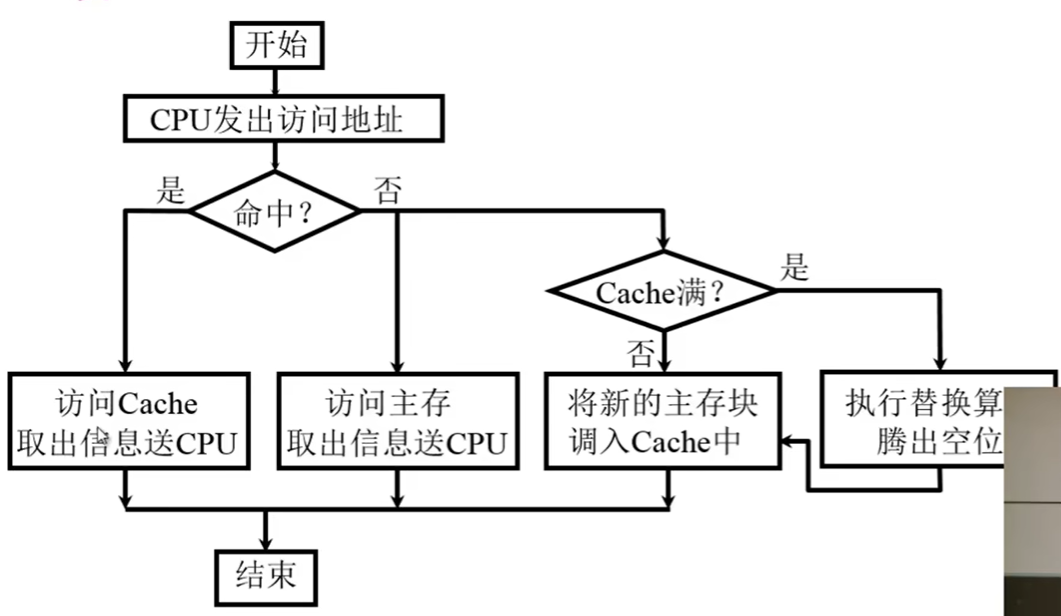 开始
CPU发出访问地址
是
否
命中？
是
Cache满？
否
访问Cache
取出信息送CPU
访问主存
取出信息送CPU
将新的主存块
调入Cache中
执行替换算
腾出空位
结束